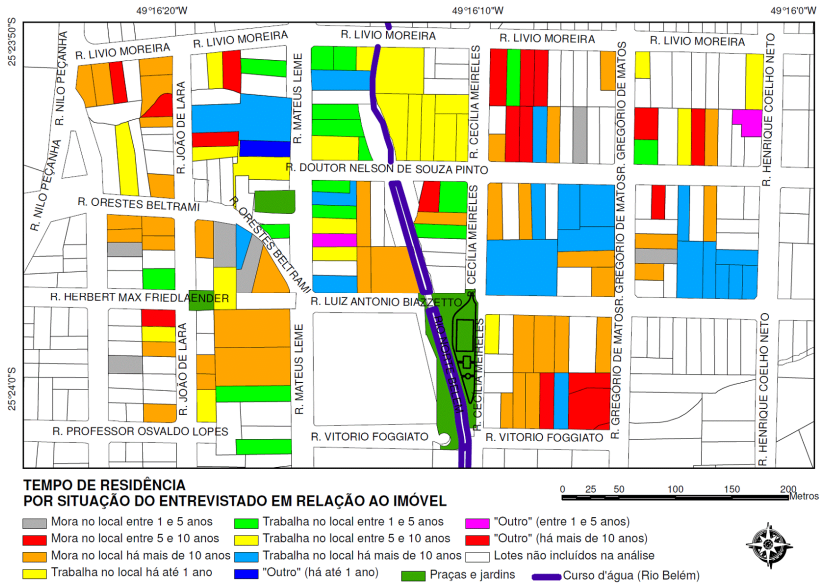 49°16'20"O
49°16'10"O
49°16'0"O
25°23'50"S
25°24'0"S
R. LIVIO MOREIRA
R. LIVIO MOREIRA
R. LIVIO MOREIRA
R. LIVIO MOREIRA
R. LIVIO MOREIRA
R. NILO PEÇANHA
R. NILO PEÇANHA
R. JOÃO DE LARA
R. MATEUS LEME
R. CECÍLIA MEIRELES
R. GREGORIO DE MATOS
R. HENRIQUE COELHO NETO
R. DOUTOR NELSON DE SOUZA PINTO
R. ORESTES BELTRAMI
R. ORESTES BELTRAMI
R. CECÍLIA MEIRELES
R. GREGORIO DE MATOS
R. HERBERT MAX FRIEDLAENDER
R. LUIZ ANTONIO BIAZZETTO
R. JOÃO DE LARA
R. MATEUS LEME
R. CECÍLIA MEIRELES
R. GREGORIO DE MATOS
R. HENRIQUE COELHO NETO
R. PROFESSOR OSVALDO LOPES
R. VITORIO FOGGIATO
R. VITORIO FOGGIATO
TEMPO DE RESIDÊNCIA
POR SITUAÇÃO DO ENTREVISTADO EM RELAÇÃO AO IMÓVEL
0 25 50 100 150 200
Metros
Mora no local entre 1 e 5 anos
Mora no local entre 5 e 10 anos
Mora no local há mais de 10 anos
Trabalha no local há até 1 ano
Trabalha no local entre 1 e 5 anos
Trabalha no local entre 5 e 10 anos
Trabalha no local há mais de 10 anos
"Outro" (há até 1 ano)
"Outro" (entre 1 e 5 anos)
"Outro" (há mais de 10 anos)
Lotes não incluídos na análise
Praças e jardins
Curso d'água (Rio Belém)